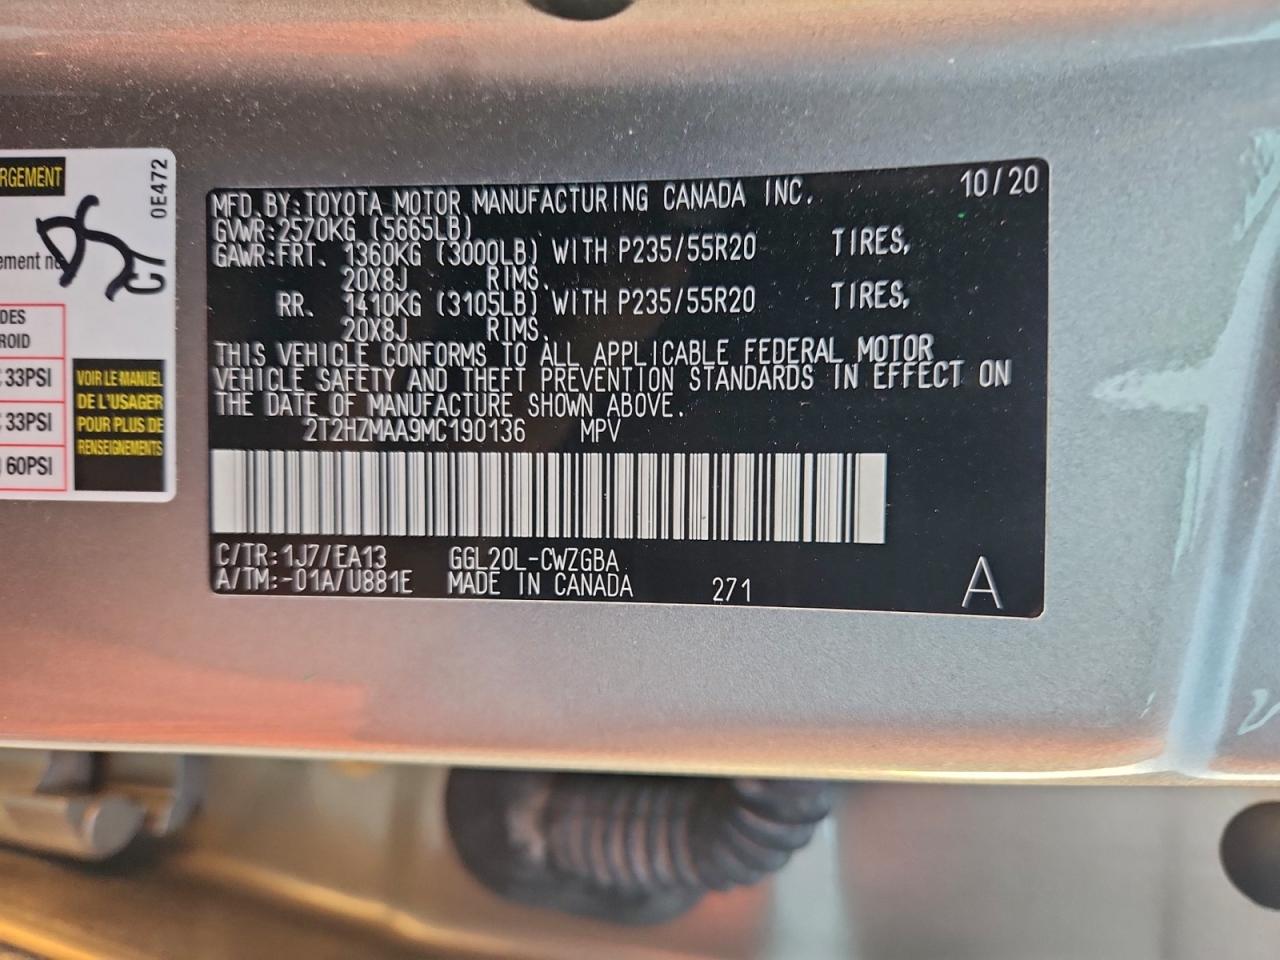 RGEMENT
0E472
ement
DES
ROID
33PSI
33PSI
60PSI
VOIR LE MANUEL
DE L'USAGER
POUR PLUS DE
RENSEIGNEMENTS
10/20
MFD. BY: TOYOTA MOTOR MANUFACTURING CANADA INC.
GVWR: 2570KG (5665LB)
GAWR: FRT. 1360KG (3000LB) WITH P235/55R20 TIRES,
20X8J RIMS.
RR. 1410KG (3105LB) WITH P235/55R20 TIRES,
20X8J RIMS.
THIS VEHICLE CONFORMS TO ALL APPLICABLE FEDERAL MOTOR
VEHICLE SAFETY AND THEFT PREVENTION STANDARDS IN EFFECT ON
THE DATE OF MANUFACTURE SHOWN ABOVE.
2T2HZMAA9MC190136 MPV
C/TR: 1J7/EA13 GGL20L-CWZGBA
A/TM: -01A/U881E MADE IN CANADA 271 A